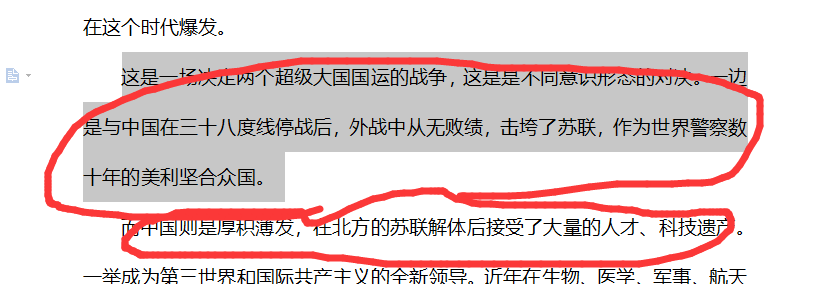 在这个时代爆发。
这是一场决定两个超级大国国运的战争，这是是不同意识形态的对决。一边
是与中国在三十八度线停战后，外战中从无败绩，击垮了苏联，作为世界警察数
十年的美利坚合众国。
而中国则是厚积薄发，在北方的苏联解体后接受了大量的人才、科技遗产。
一举成为第三世界和国际共产主义的全新领导。近年在生物、医学、军事、航天